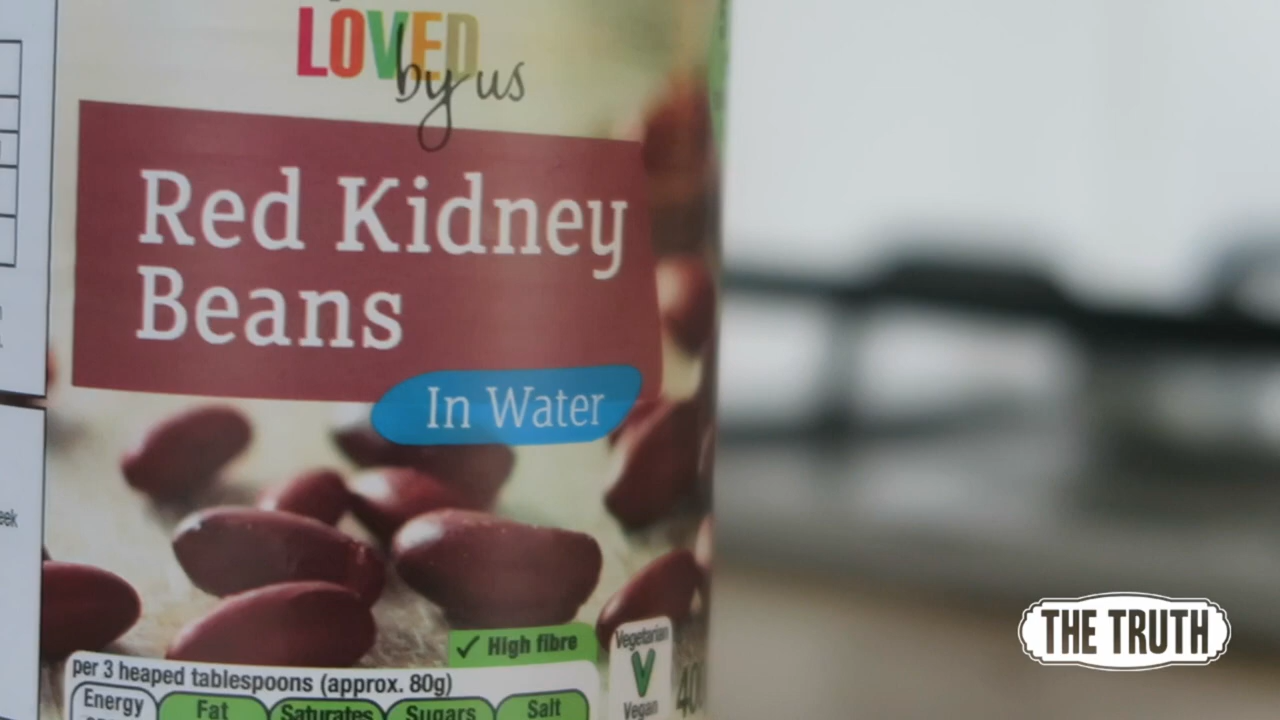 LOVED
by us
Red Kidney
Beans
In Water
✓ High fibre
per 3 heaped tablespoons (approx. 80g)
Energy
Fat
Saturates
Sugars
Salt
Vegetarian
V
Vegan
THE TRUTH